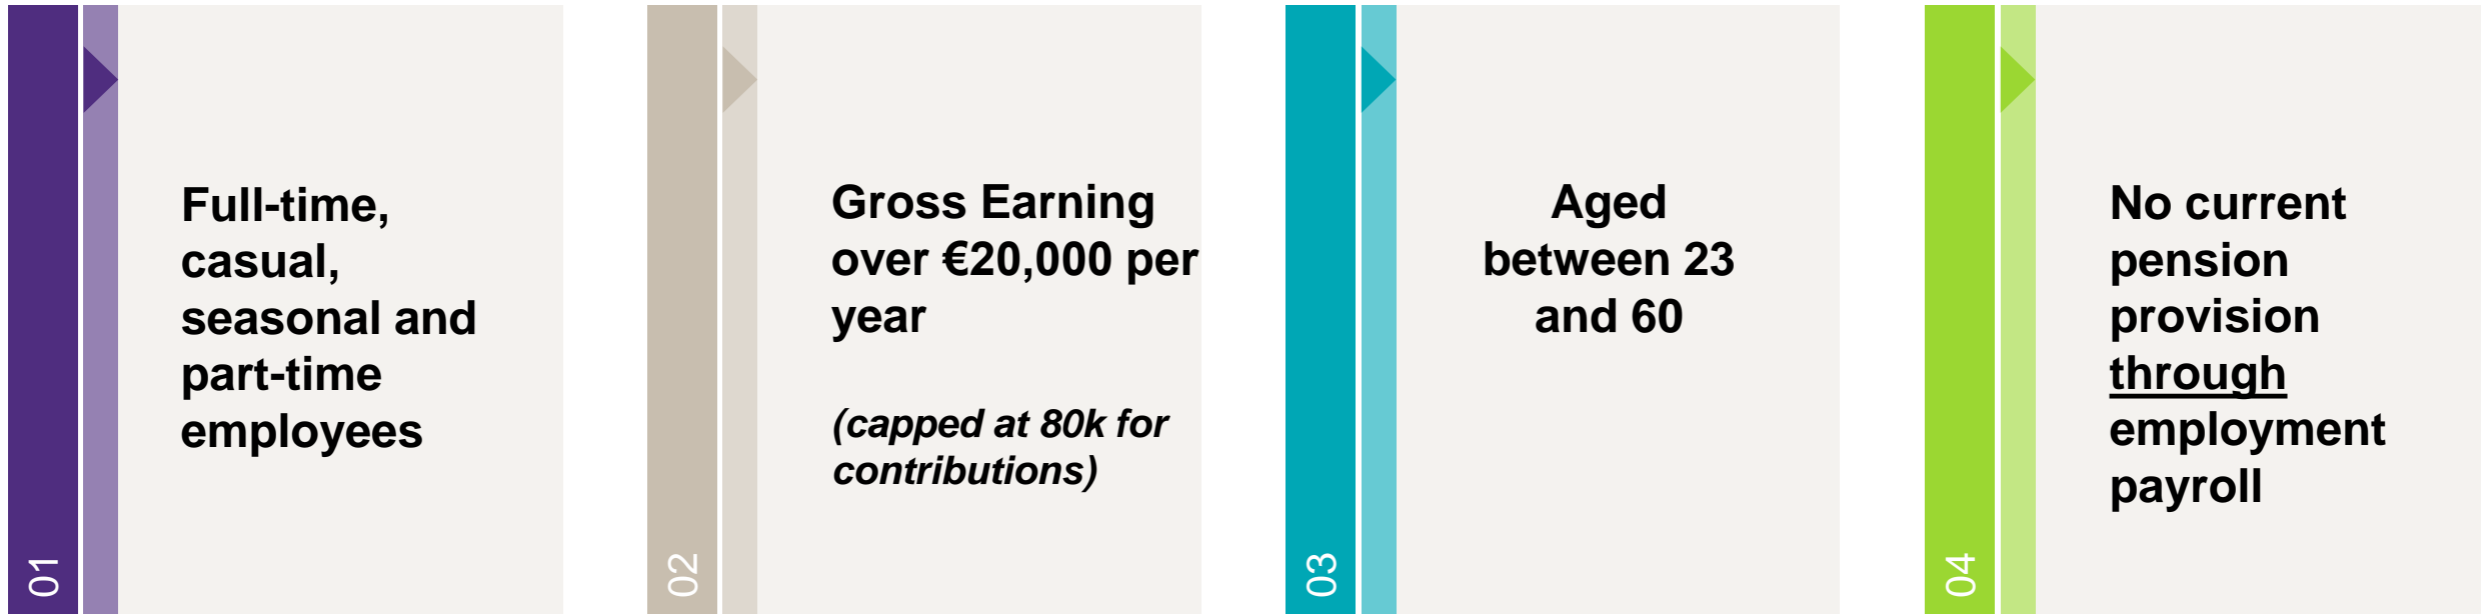 01
Full-time,
casual,
seasonal and
part-time
employees
02
Gross Earning
over €20,000 per
year
(capped at 80k for
contributions)
03
Aged
between 23
and 60
04
No current
pension
provision
through
employment
payroll